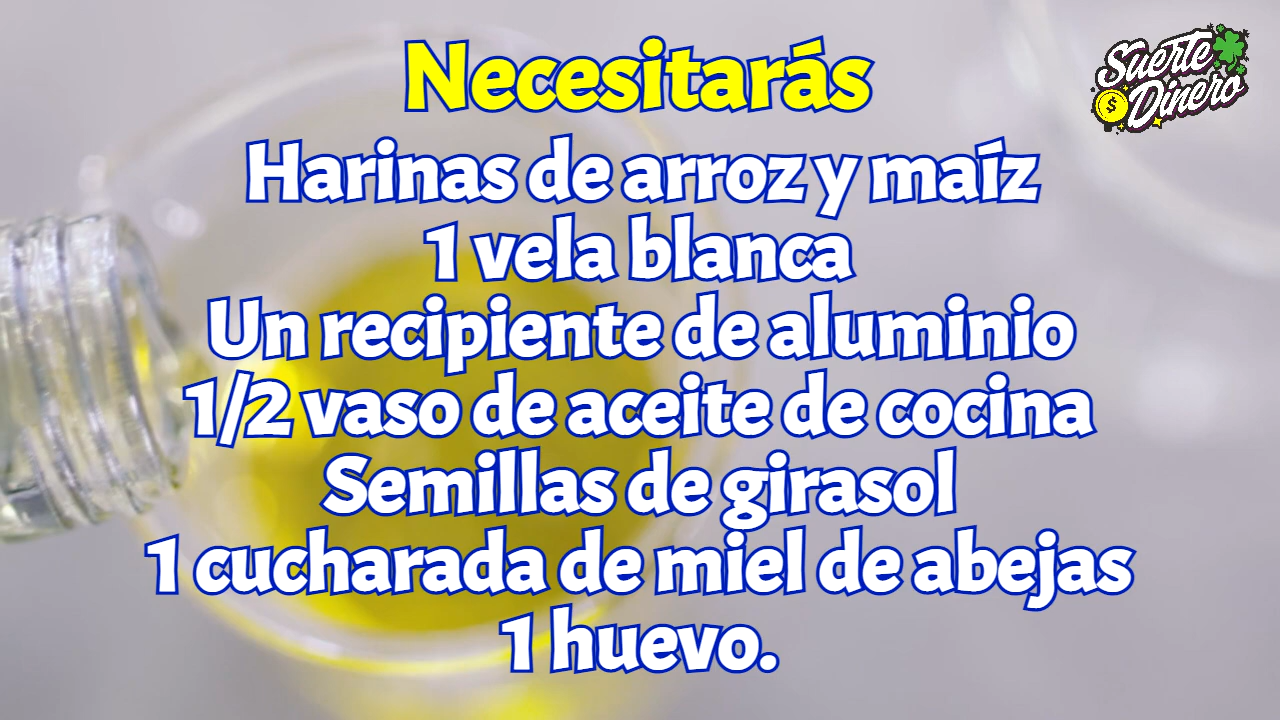 Necesitarás
Suerte
Dinero
$
Harinas de arroz y maíz
1 vela blanca
Un recipiente de aluminio
1/2 vaso de aceite de cocina
Semillas de girasol
1 cucharada de miel de abejas
1 huevo.